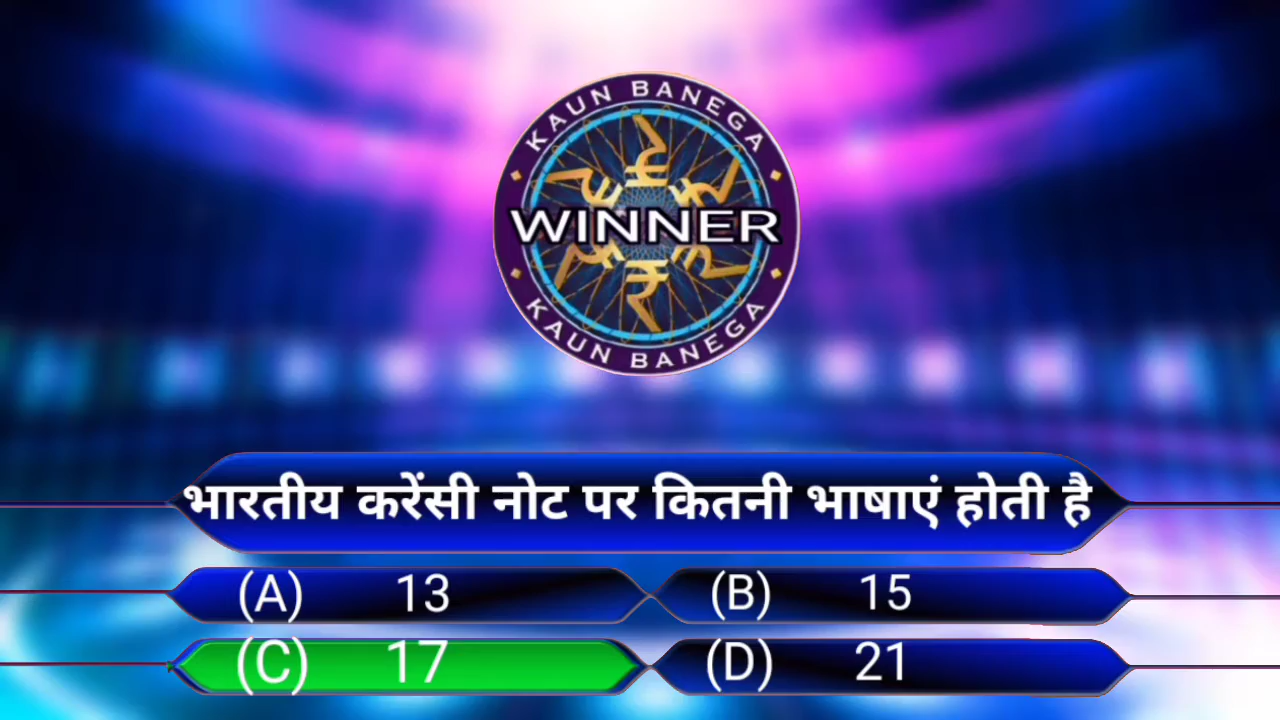 KAUN BANEGA
WINNER
KAUN BANEGA
भारतीय करेंसी नोट पर कितनी भाषाएं होती है
(A) 13
(B) 15
(C) 17
(D) 21